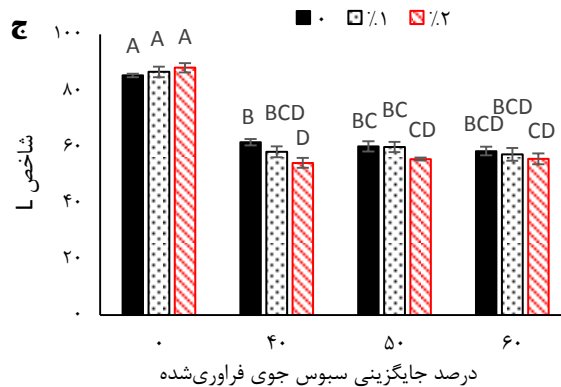 ج
۰ ٪۱ ٪۲
شاخص L
۱۰۰
۸۰
۶۰
۴۰
۲۰
۰
A A A
B BCD D
BC BC CD
BCD BCD CD
۰ ۴۰ ۵۰ ۶۰
درصد جایگزینی سبوس جوی فراوری‌شده